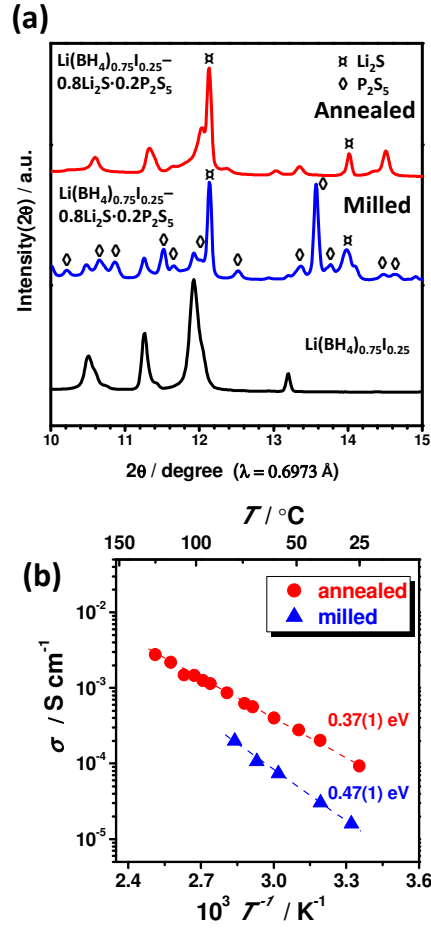 (a)
Li(BH₄)₀.₇₅I₀.₂₅–
0.8Li₂S·0.2P₂S₅
¤ Li₂S
◊ P₂S₅
Annealed
Li(BH₄)₀.₇₅I₀.₂₅–
0.8Li₂S·0.2P₂S₅
Milled
Li(BH₄)₀.₇₅I₀.₂₅
Intensity(2θ) / a.u.
10 11 12 13 14 15
2θ / degree (λ = 0.6973 Å)
(b)
T / °C
150 100 50 25
annealed
milled
10⁻²
10⁻³
10⁻⁴
10⁻⁵
σ / S cm⁻¹
0.37(1) eV
0.47(1) eV
2.4 2.7 3.0 3.3 3.6
10³ T⁻¹ / K⁻¹